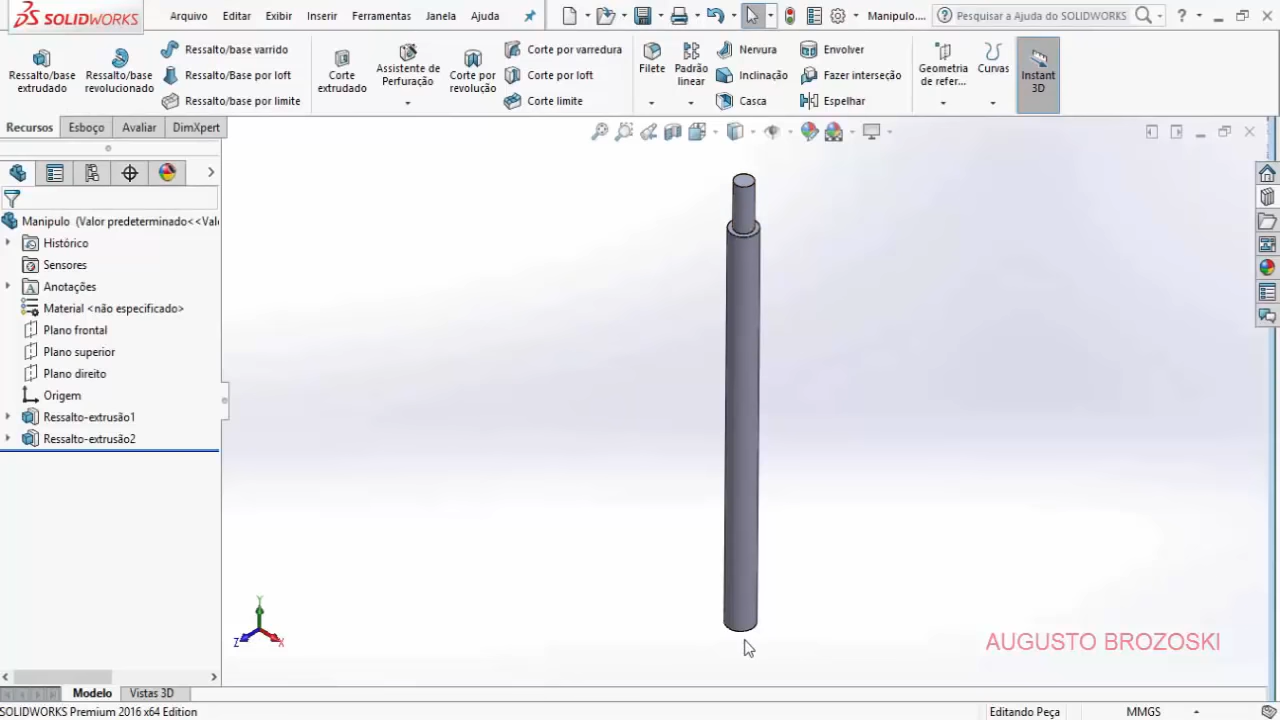 SOLIDWORKS
Arquivo Editar Exibir Inserir Ferramentas Janela Ajuda
Manipulo....
Pesquisar a Ajuda do SOLIDWORKS
?
Ressalto/base extrudado
Ressalto/base revolucionado
Ressalto/base varrido
Ressalto/base por loft
Ressalto/base por limite
Corte extrudado
Assistente de Perfuração
Corte por revolução
Corte por varredura
Corte por loft
Corte limite
Filete
Padrão linear
Nervura
Inclinação
Casca
Envolver
Fazer interseção
Espelhar
Geometria de refer...
Curvas
Instant 3D
Recursos Esboço Avaliar DimXpert
Manipulo (Valor predeterminado<<Val
Histórico
Sensores
Anotações
Material <não especificado>
Plano frontal
Plano superior
Plano direito
Origem
Ressalto-extrusão1
Ressalto-extrusão2
Y
Z
X
AUGUSTO BROZOSKI
Modelo Vistas 3D
SOLIDWORKS Premium 2016 x64 Edition
Editando Peça
MMGS